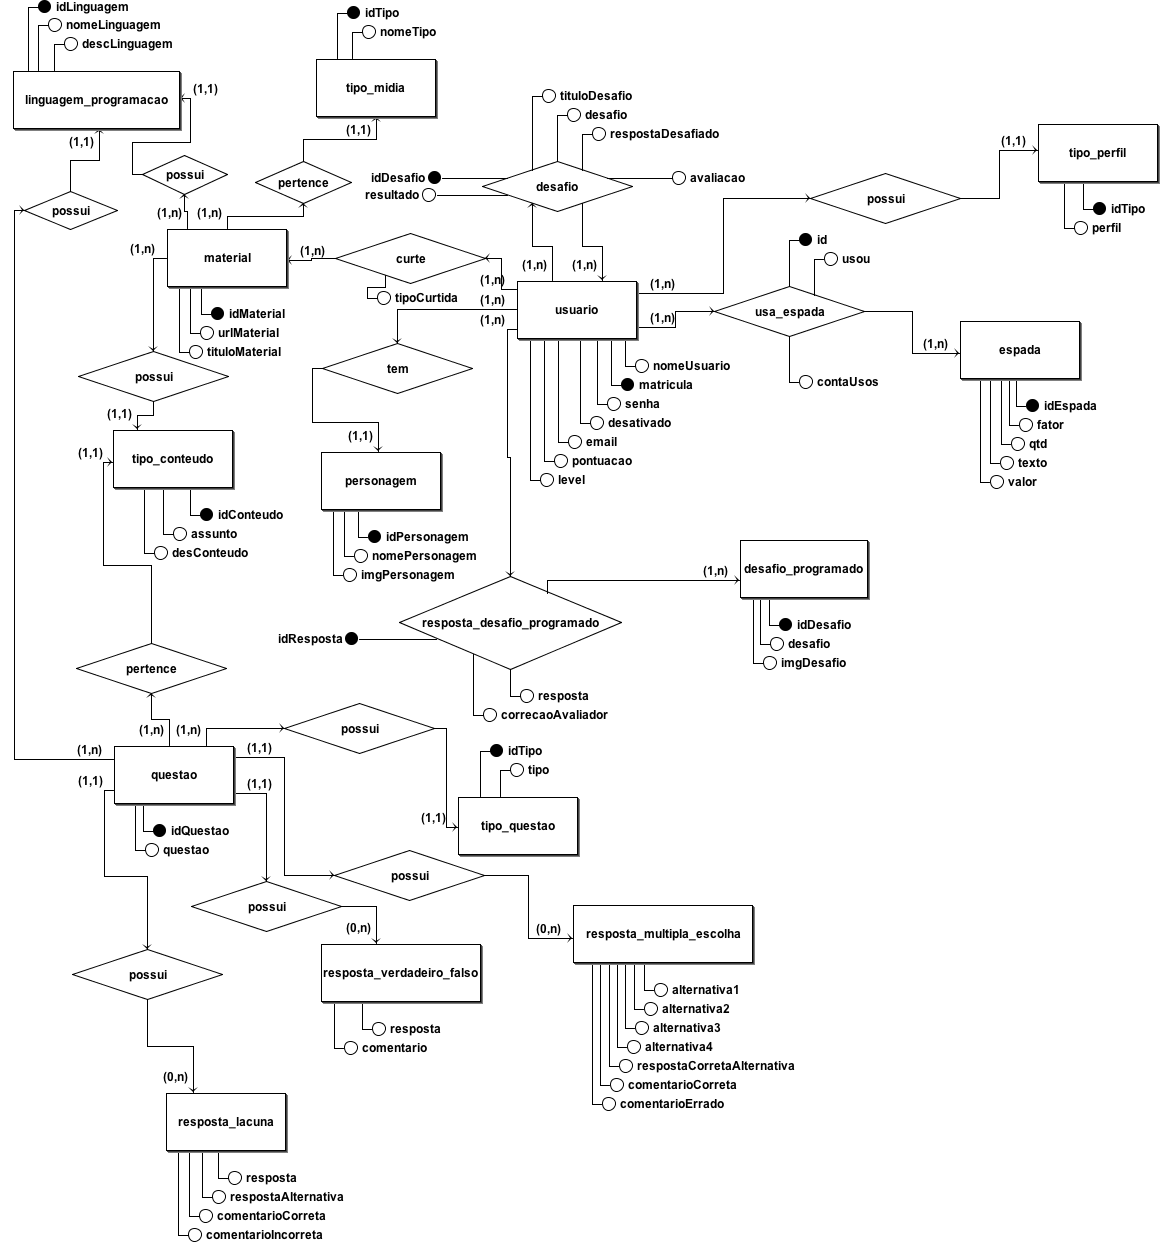 idLinguagem
nomeLinguagem
descLinguagem
linguagem_programacao
(1,1)
(1,1)
possui
possui
idTipo
nomeTipo
tipo_midia
(1,1)
pertence
(1,n)
(1,n)
(1,n)
material
idMaterial
urlMaterial
tituloMaterial
tituloDesafio
desafio
respostaDesafiado
idDesafio
resultado
desafio
avaliacao
(1,n)
(1,n)
(1,n)
curte
tipoCurtida
(1,n)
(1,n)
(1,n)
usuario
(1,n)
(1,n)
possui
(1,1)
tipo_perfil
idTipo
perfil
id
usou
usa_espada
contaUsos
(1,n)
espada
idEspada
fator
qtd
texto
valor
nomeUsuario
matricula
senha
desativado
email
pontuacao
level
tem
(1,1)
personagem
idPersonagem
nomePersonagem
imgPersonagem
possui
(1,1)
(1,1)
tipo_conteudo
idConteudo
assunto
desConteudo
(1,n)
desafio_programado
idDesafio
desafio
imgDesafio
resposta_desafio_programado
idResposta
resposta
correcaoAvaliador
pertence
(1,n)
(1,n)
(1,n)
(1,1)
(1,1)
(1,1)
questao
idQuestao
questao
possui
idTipo
tipo
(1,1)
tipo_questao
possui
(0,n)
resposta_multipla_escolha
alternativa1
alternativa2
alternativa3
alternativa4
respostaCorretaAlternativa
comentarioCorreta
comentarioErrado
possui
(0,n)
resposta_verdadeiro_falso
resposta
comentario
possui
(0,n)
resposta_lacuna
resposta
respostaAlternativa
comentarioCorreta
comentarioIncorreta